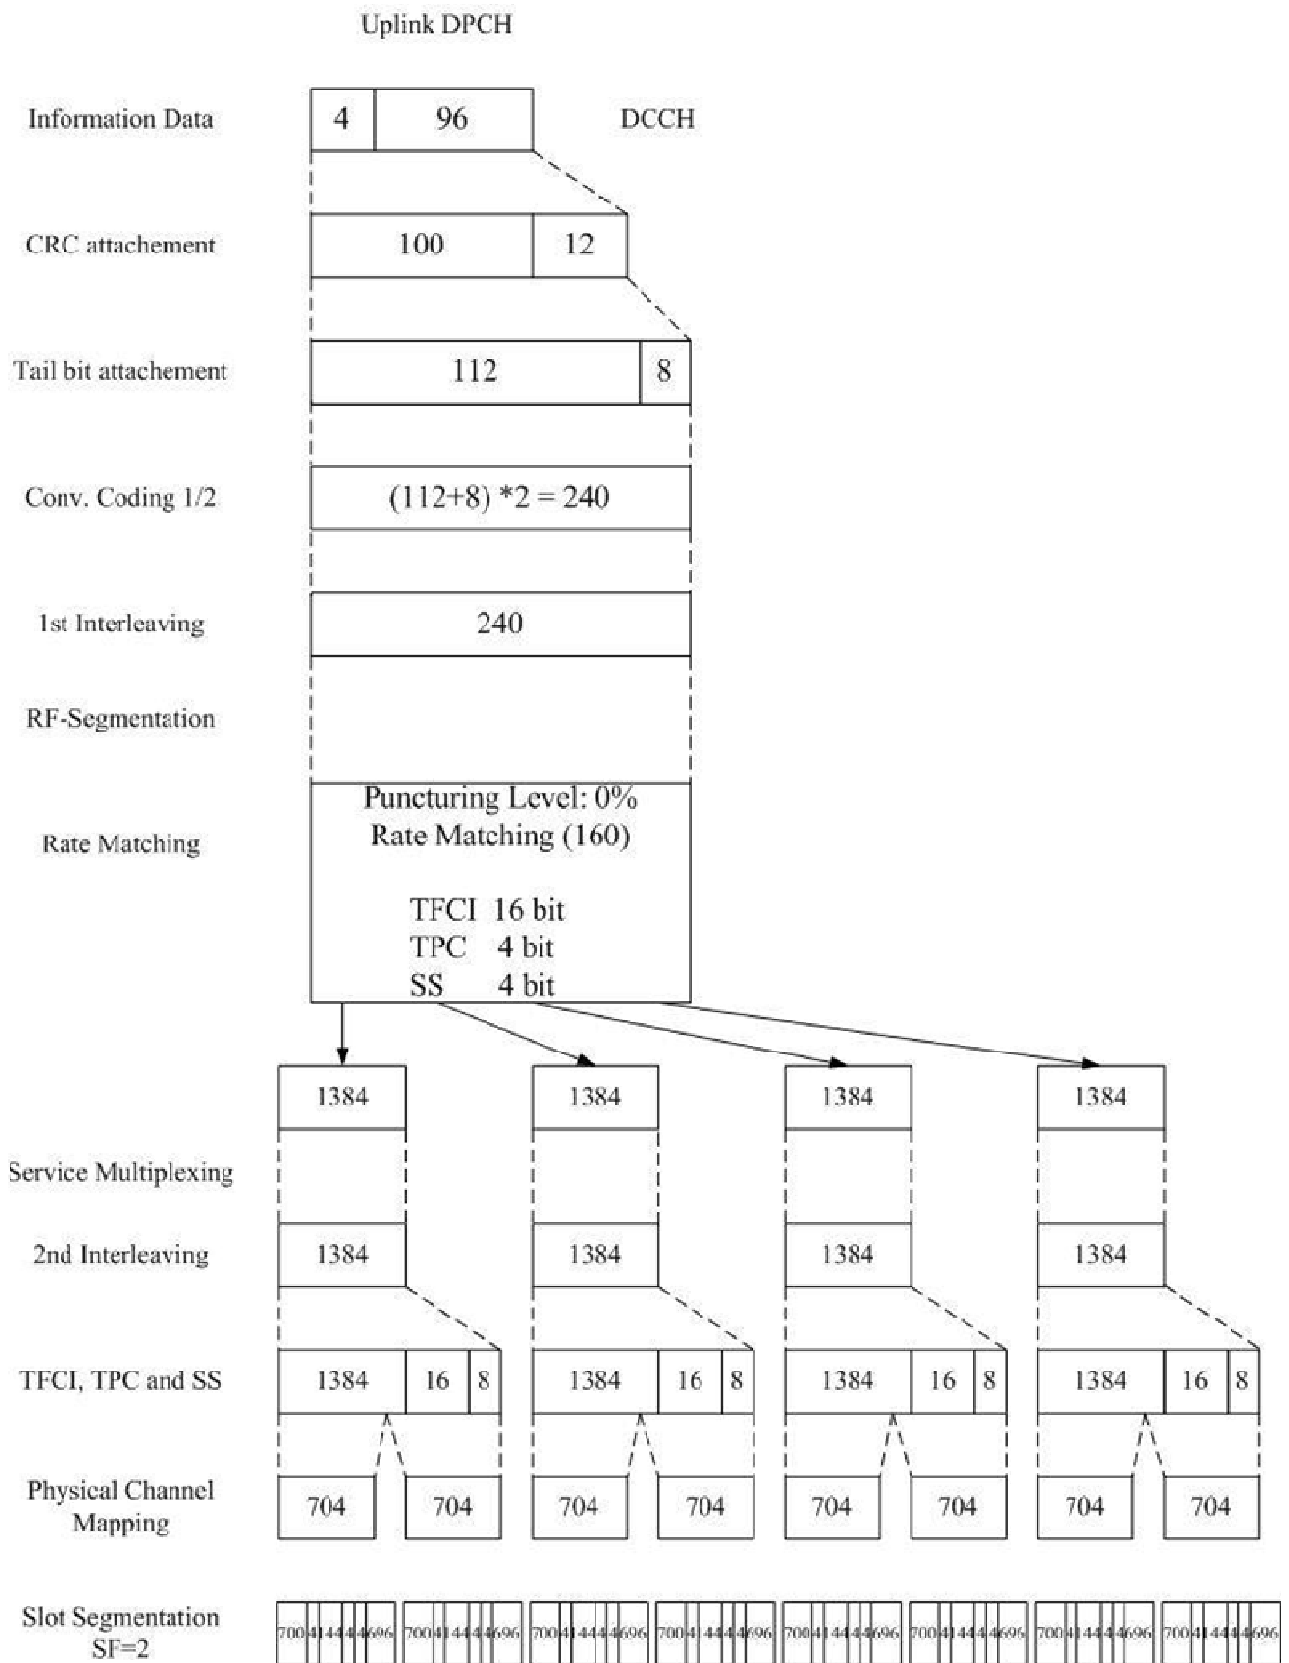 Uplink DPCH
Information Data 4 96 DCCH
CRC attachement 100 12
Tail bit attachement 112 8
Conv. Coding 1/2 (112+8) *2 = 240
1st Interleaving 240
RF-Segmentation
Puncturing Level: 0%
Rate Matching Rate Matching (160)
TFCI 16 bit
TPC 4 bit
SS 4 bit
1384 1384 1384 1384
Service Multiplexing
2nd Interleaving 1384 1384 1384 1384
TFCI, TPC and SS 1384 16 8 1384 16 8 1384 16 8 1384 16 8
Physical Channel
Mapping
704 704 704 704 704 704 704 704
Slot Segmentation
SF=2